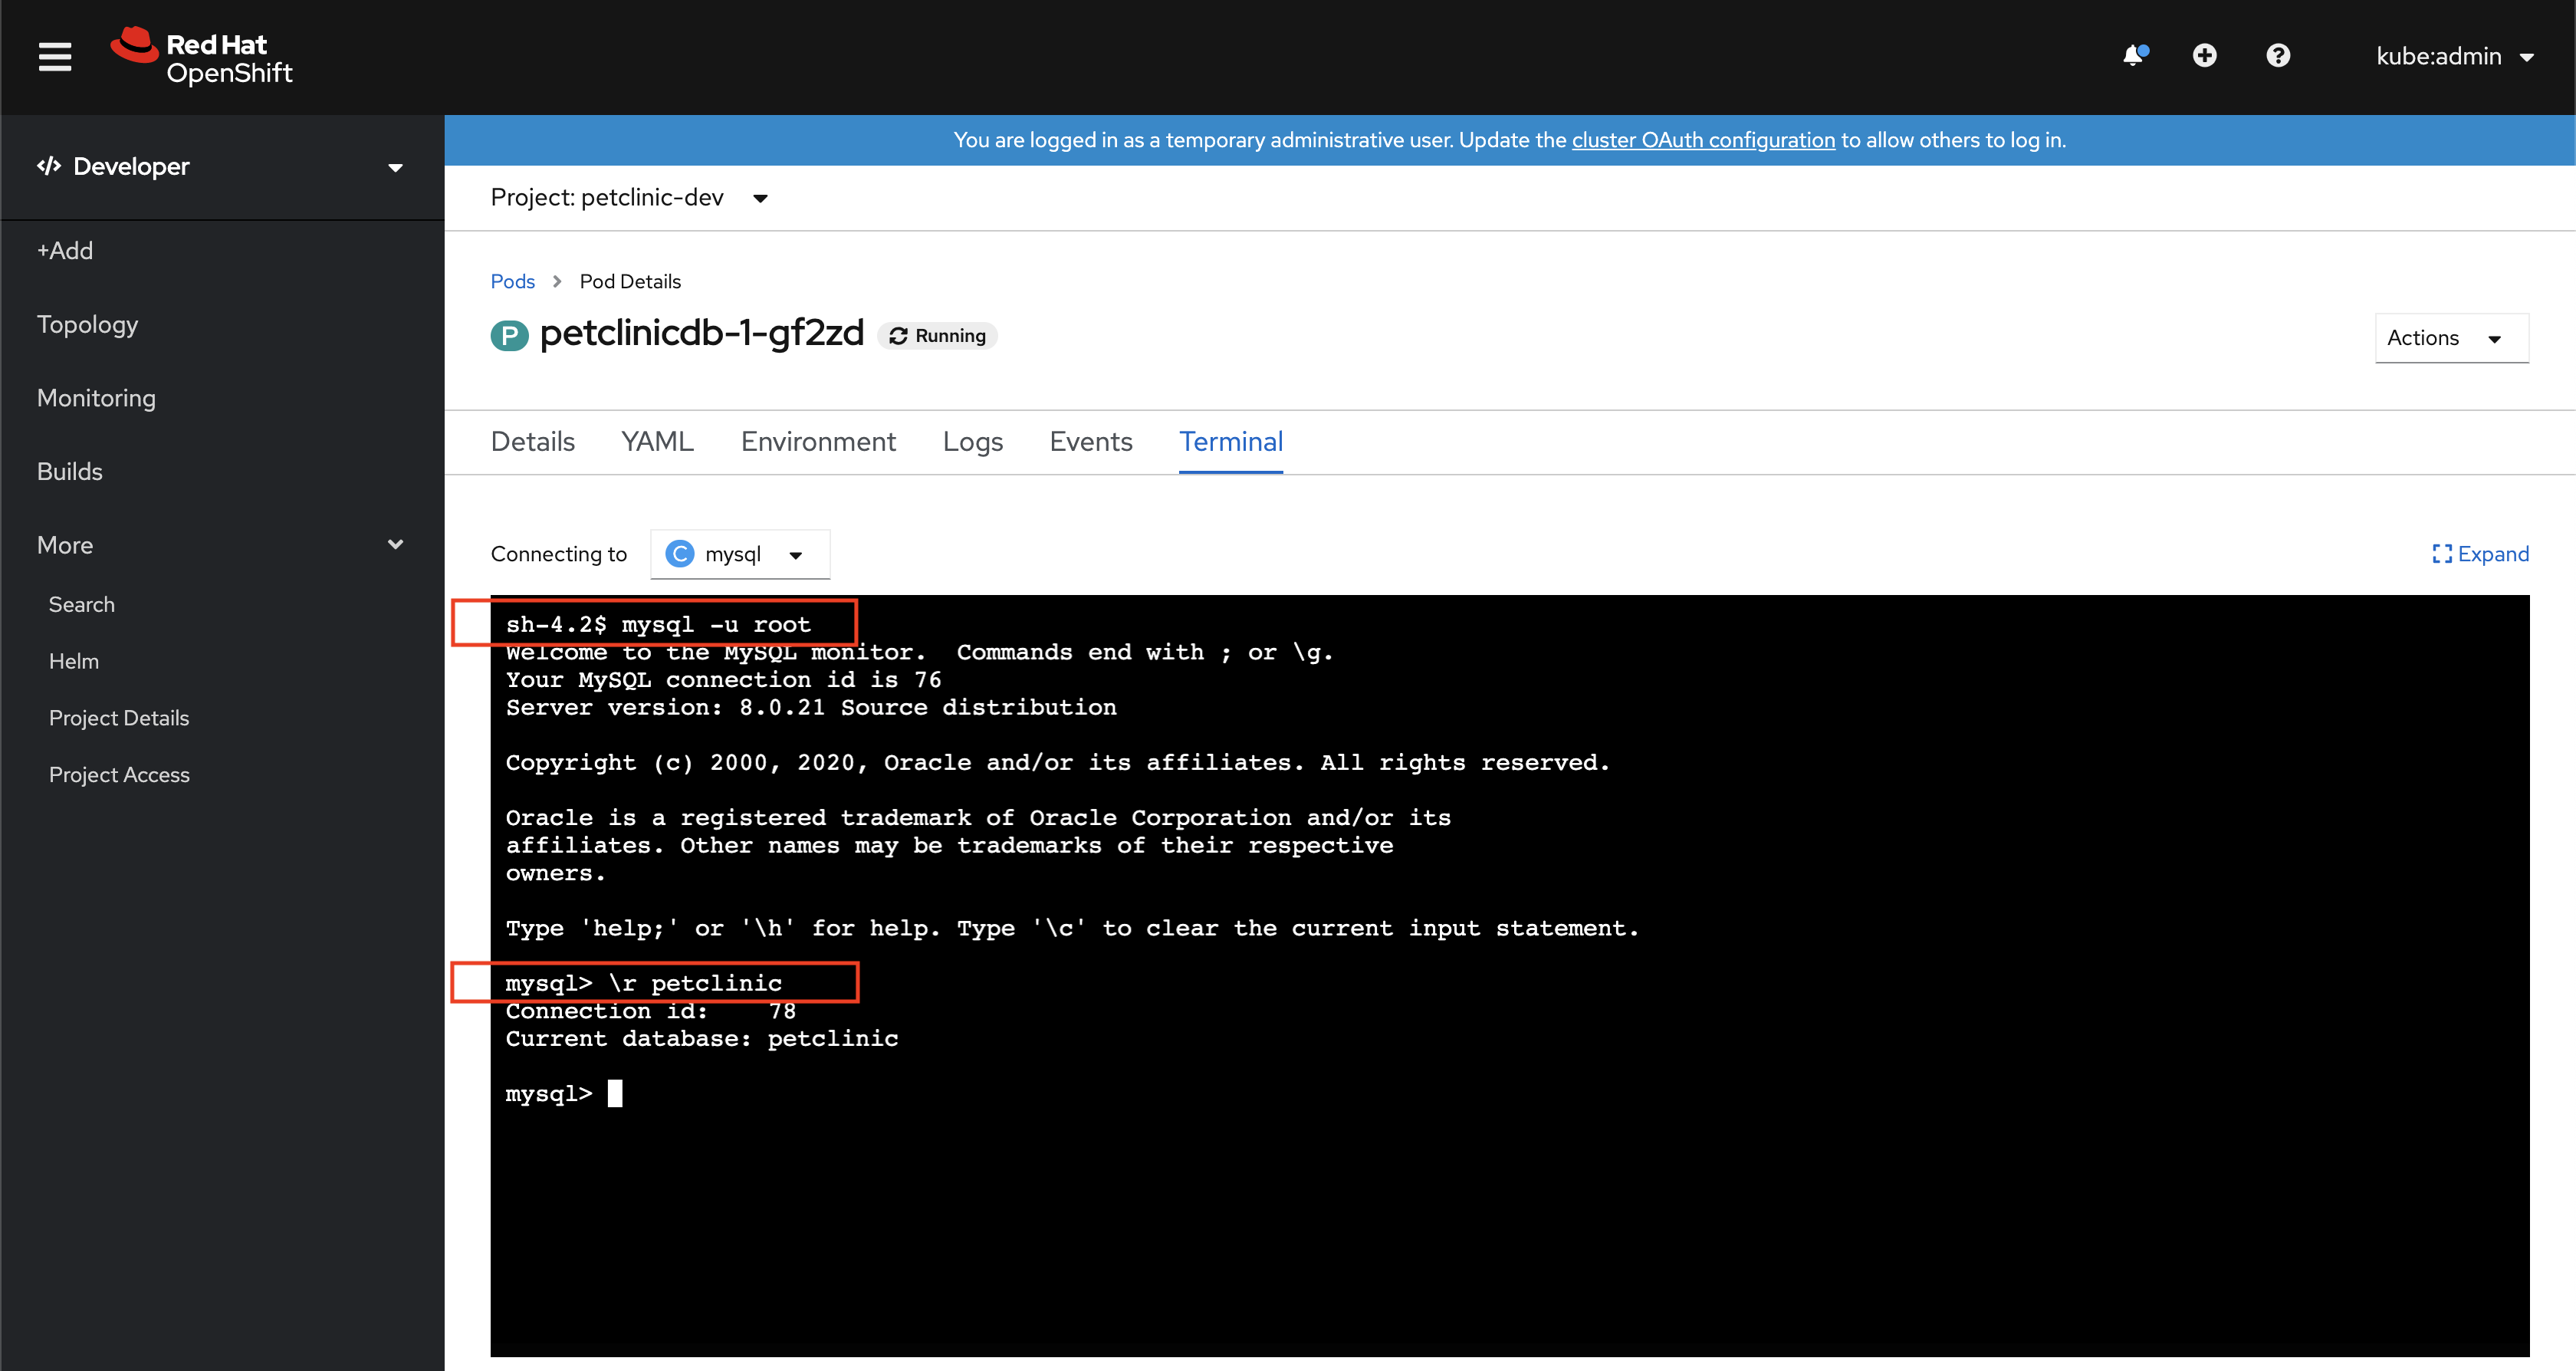 Red Hat
OpenShift
kube:admin
Developer
You are logged in as a temporary administrative user. Update the cluster OAuth configuration to allow others to log in.
Project: petclinic-dev
+Add
Topology
Monitoring
Builds
More
Search
Helm
Project Details
Project Access
Pods > Pod Details
P petclinicdb-1-gf2zd Running
Actions
Details YAML Environment Logs Events Terminal
Connecting to C mysql
Expand
sh-4.2$ mysql -u root
Welcome to the MySQL monitor.  Commands end with ; or \g.
Your MySQL connection id is 76
Server version: 8.0.21 Source distribution
Copyright (c) 2000, 2020, Oracle and/or its affiliates. All rights reserved.
Oracle is a registered trademark of Oracle Corporation and/or its
affiliates. Other names may be trademarks of their respective
owners.
Type 'help;' or '\h' for help. Type '\c' to clear the current input statement.
mysql> \r petclinic
Connection id:    78
Current database: petclinic
mysql>